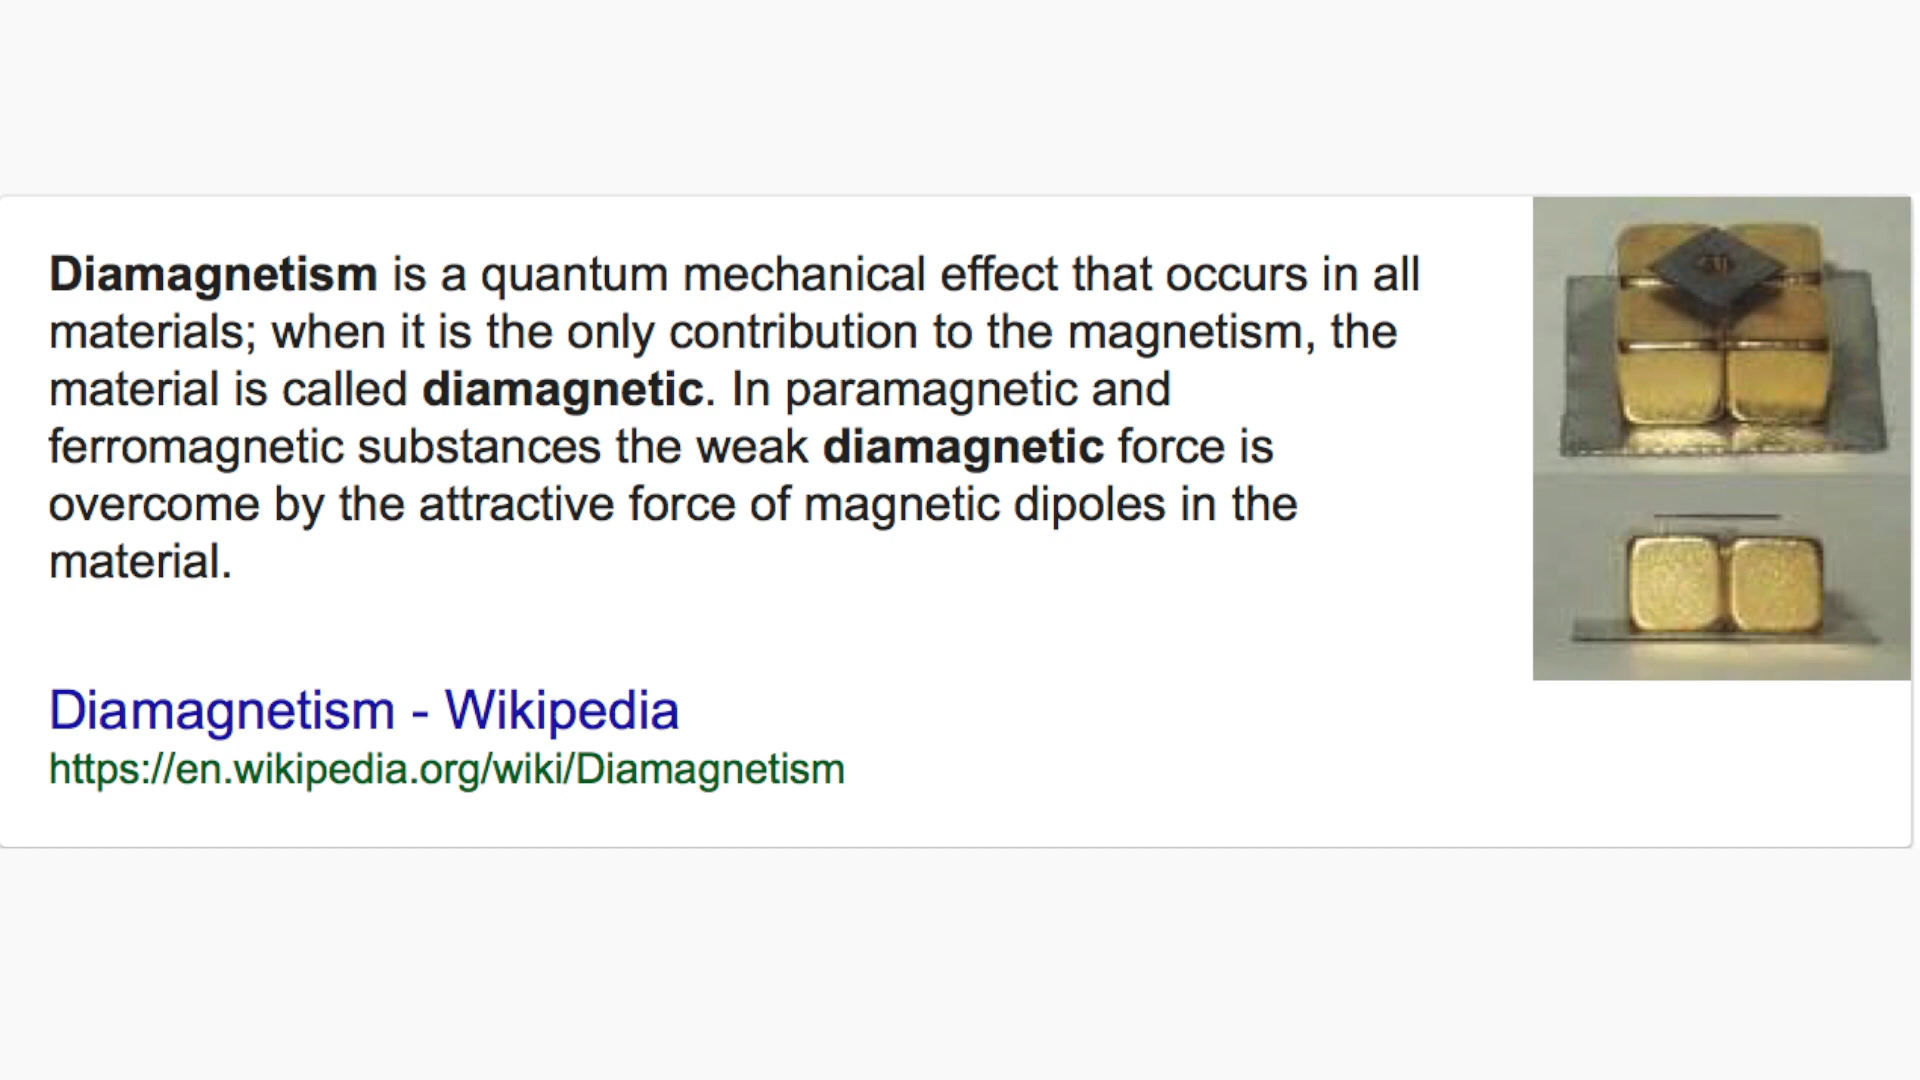 Diamagnetism is a quantum mechanical effect that occurs in all
materials; when it is the only contribution to the magnetism, the
material is called diamagnetic. In paramagnetic and
ferromagnetic substances the weak diamagnetic force is
overcome by the attractive force of magnetic dipoles in the
material.
Diamagnetism - Wikipedia
https://en.wikipedia.org/wiki/Diamagnetism